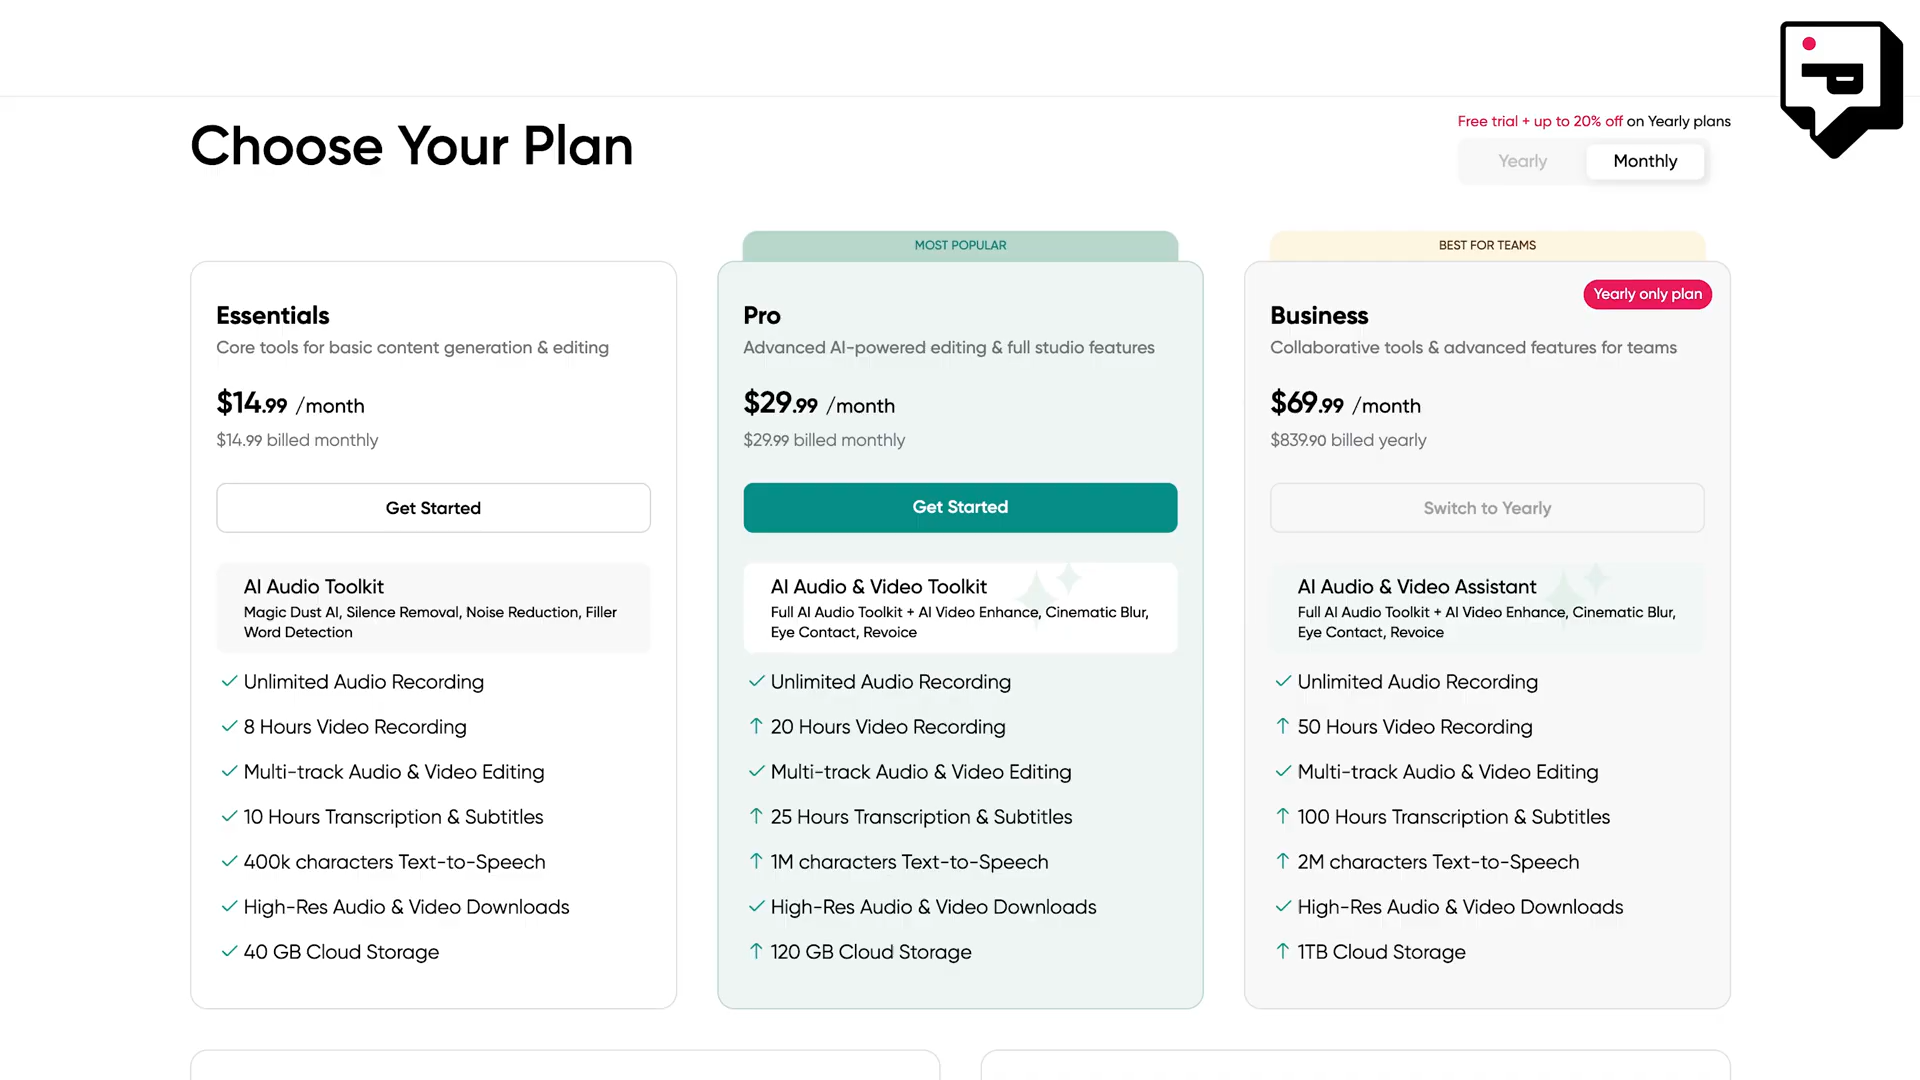 Choose Your Plan
Free trial + up to 20% off on Yearly plans
Yearly
Monthly
MOST POPULAR
BEST FOR TEAMS
Essentials
Core tools for basic content generation & editing
$14.99 /month
$14.99 billed monthly
Get Started
AI Audio Toolkit
Magic Dust AI, Silence Removal, Noise Reduction, Filler
Word Detection
Unlimited Audio Recording
8 Hours Video Recording
Multi-track Audio & Video Editing
10 Hours Transcription & Subtitles
400k characters Text-to-Speech
High-Res Audio & Video Downloads
40 GB Cloud Storage
Pro
Advanced AI-powered editing & full studio features
$29.99 /month
$29.99 billed monthly
Get Started
AI Audio & Video Toolkit
Full AI Audio Toolkit + AI Video Enhance, Cinematic Blur,
Eye Contact, Revoice
Unlimited Audio Recording
20 Hours Video Recording
Multi-track Audio & Video Editing
25 Hours Transcription & Subtitles
1M characters Text-to-Speech
High-Res Audio & Video Downloads
120 GB Cloud Storage
Yearly only plan
Business
Collaborative tools & advanced features for teams
$69.99 /month
$839.90 billed yearly
Switch to Yearly
AI Audio & Video Assistant
Full AI Audio Toolkit + AI Video Enhance, Cinematic Blur,
Eye Contact, Revoice
Unlimited Audio Recording
50 Hours Video Recording
Multi-track Audio & Video Editing
100 Hours Transcription & Subtitles
2M characters Text-to-Speech
High-Res Audio & Video Downloads
1TB Cloud Storage